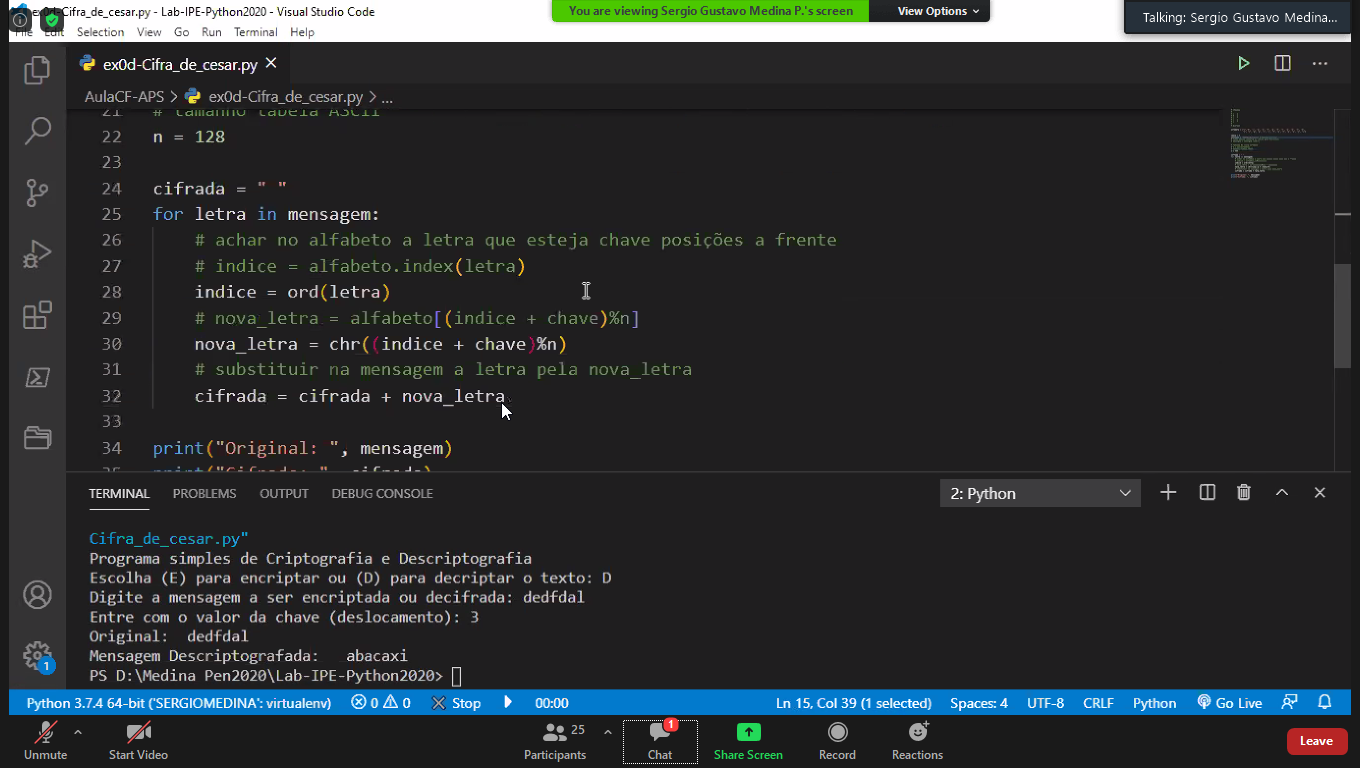 ex0d-Cifra_de_cesar.py - Lab-IPE-Python2020 - Visual Studio Code
You are viewing Sergio Gustavo Medina P.'s screen
View Options
Talking: Sergio Gustavo Medina...
File Edit Selection View Go Run Terminal Help
ex0d-Cifra_de_cesar.py
AulaCF-APS > ex0d-Cifra_de_cesar.py > ...
21 # tamanho tabela ASCII
22 n = 128
23
24 cifrada = " "
25 for letra in mensagem:
26 # achar no alfabeto a letra que esteja chave posições a frente
27 # indice = alfabeto.index(letra)
28 indice = ord(letra)
29 # nova_letra = alfabeto[(indice + chave)%n]
30 nova_letra = chr((indice + chave)%n)
31 # substituir na mensagem a letra pela nova_letra
32 cifrada = cifrada + nova_letra
33
34 print("Original: ", mensagem)
35 print("Cifrada: ", cifrada)
TERMINAL PROBLEMS OUTPUT DEBUG CONSOLE
2: Python
Cifra_de_cesar.py"
Programa simples de Criptografia e Descriptografia
Escolha (E) para encriptar ou (D) para decriptar o texto: D
Digite a mensagem a ser encriptada ou decifrada: dedfdal
Entre com o valor da chave (deslocamento): 3
Original:  dedfdal
Mensagem Descriptografada:   abacaxi
PS D:\Medina Pen2020\Lab-IPE-Python2020>
1
Python 3.7.4 64-bit ('SERGIOMEDINA': virtualenv) 0 0 Stop 00:00 Ln 15, Col 39 (1 selected) Spaces: 4 UTF-8 CRLF Python Go Live
Unmute Start Video Participants 25 Chat 1 Share Screen Record Reactions Leave